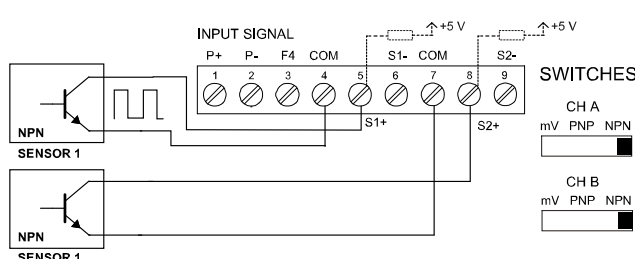 INPUT SIGNAL
+5 V
+5 V
P+ P- F4 COM S1- COM S2-
1 2 3 4 5 6 7 8 9
S1+
S2+
SWITCHES
CH A
mV PNP NPN
CH B
mV PNP NPN
NPN
SENSOR 1
NPN
SENSOR 1